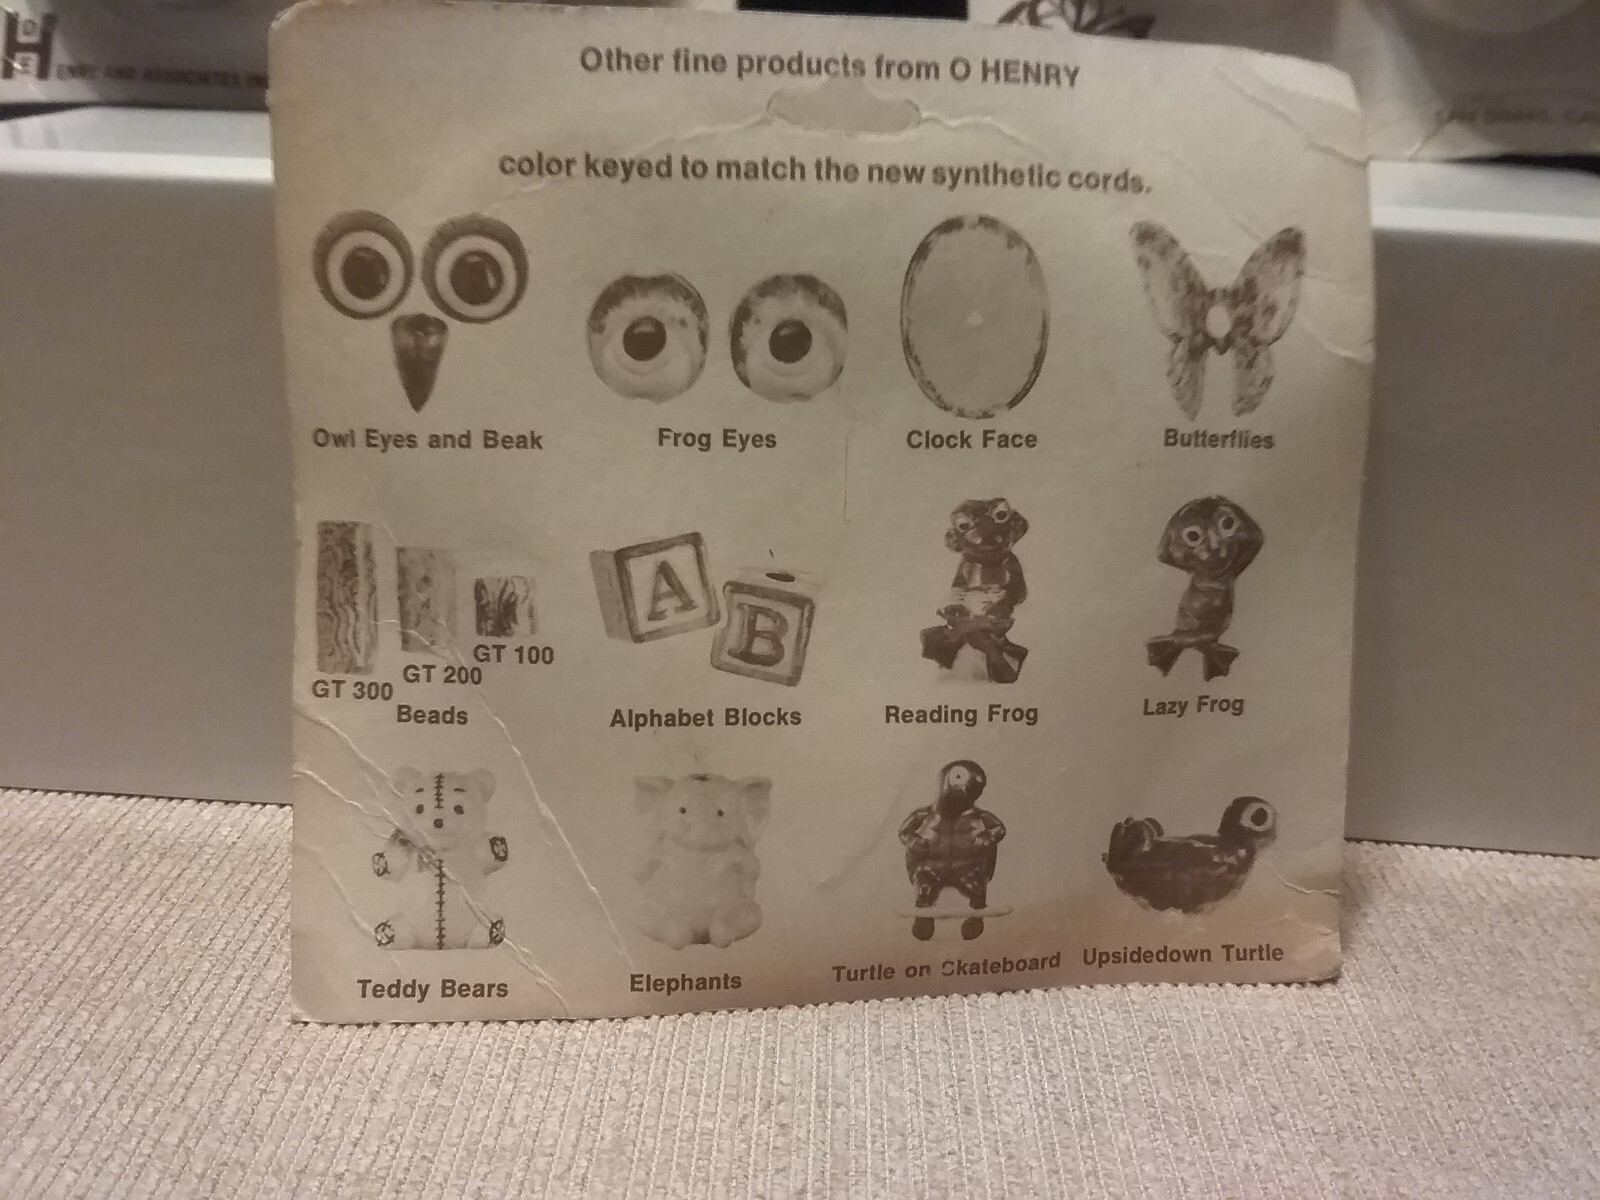 Other fine products from O HENRY
color keyed to match the new synthetic cords.
Owl Eyes and Beak
Frog Eyes
Clock Face
Butterflies
GT 300
GT 200
GT 100
Beads
A
B
Alphabet Blocks
Reading Frog
Lazy Frog
Teddy Bears
Elephants
Turtle on Skateboard
Upsidedown Turtle